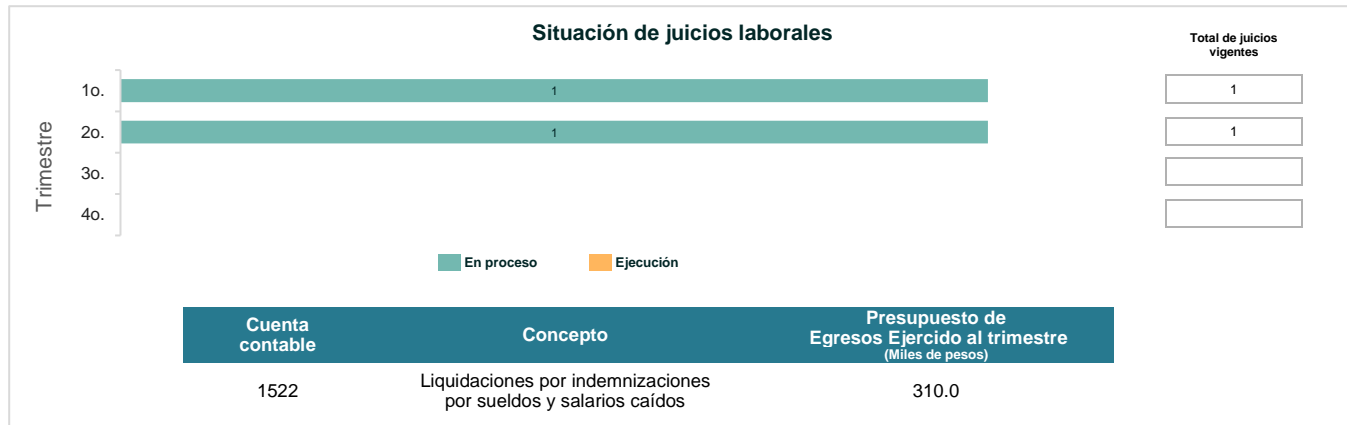 Situación de juicios laborales
Total de juicios
vigentes
Trimestre
1o.
1
1
2o.
1
1
3o.
4o.
En proceso
Ejecución
Cuenta
contable
Concepto
Presupuesto de
Egresos Ejercido al trimestre
(Miles de pesos)
1522
Liquidaciones por indemnizaciones
por sueldos y salarios caídos
310.0